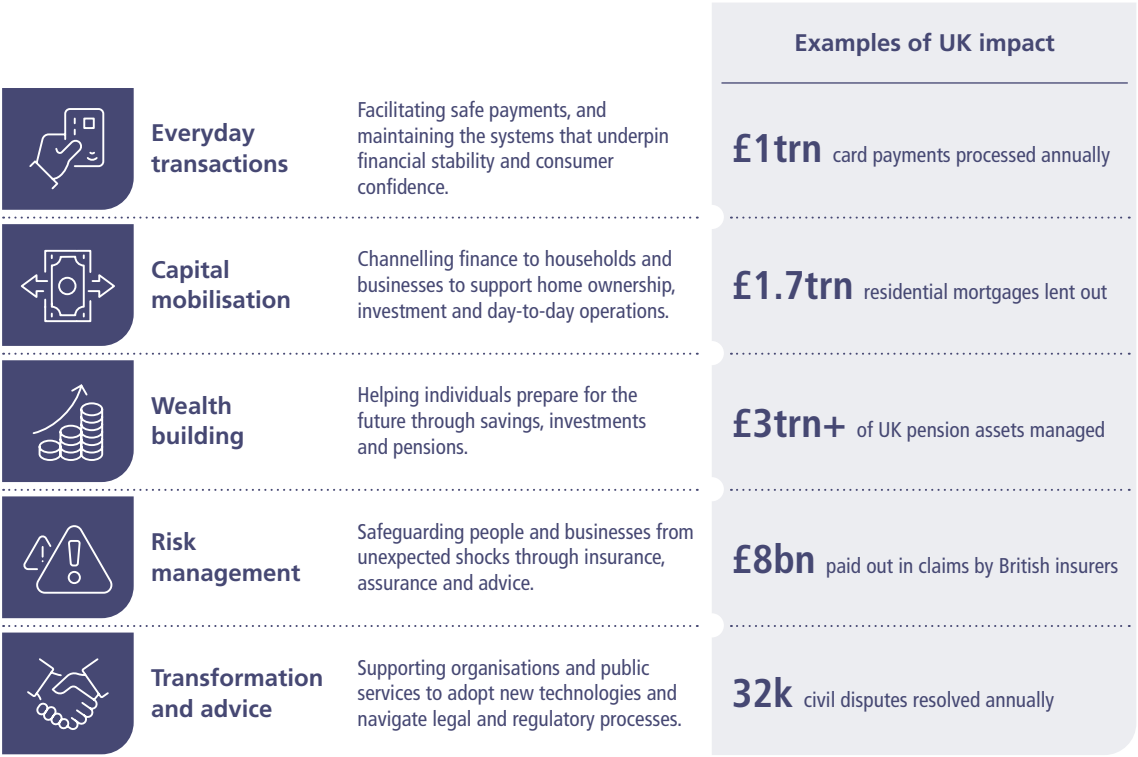 Examples of UK impact
Everyday
transactions
Facilitating safe payments, and
maintaining the systems that underpin
financial stability and consumer
confidence.
£1trn card payments processed annually
Capital
mobilisation
Channelling finance to households and
businesses to support home ownership,
investment and day-to-day operations.
£1.7trn residential mortgages lent out
Wealth
building
Helping individuals prepare for the
future through savings, investments
and pensions.
£3trn+ of UK pension assets managed
Risk
management
Safeguarding people and businesses from
unexpected shocks through insurance,
assurance and advice.
£8bn paid out in claims by British insurers
Transformation
and advice
Supporting organisations and public
services to adopt new technologies and
navigate legal and regulatory processes.
32k civil disputes resolved annually